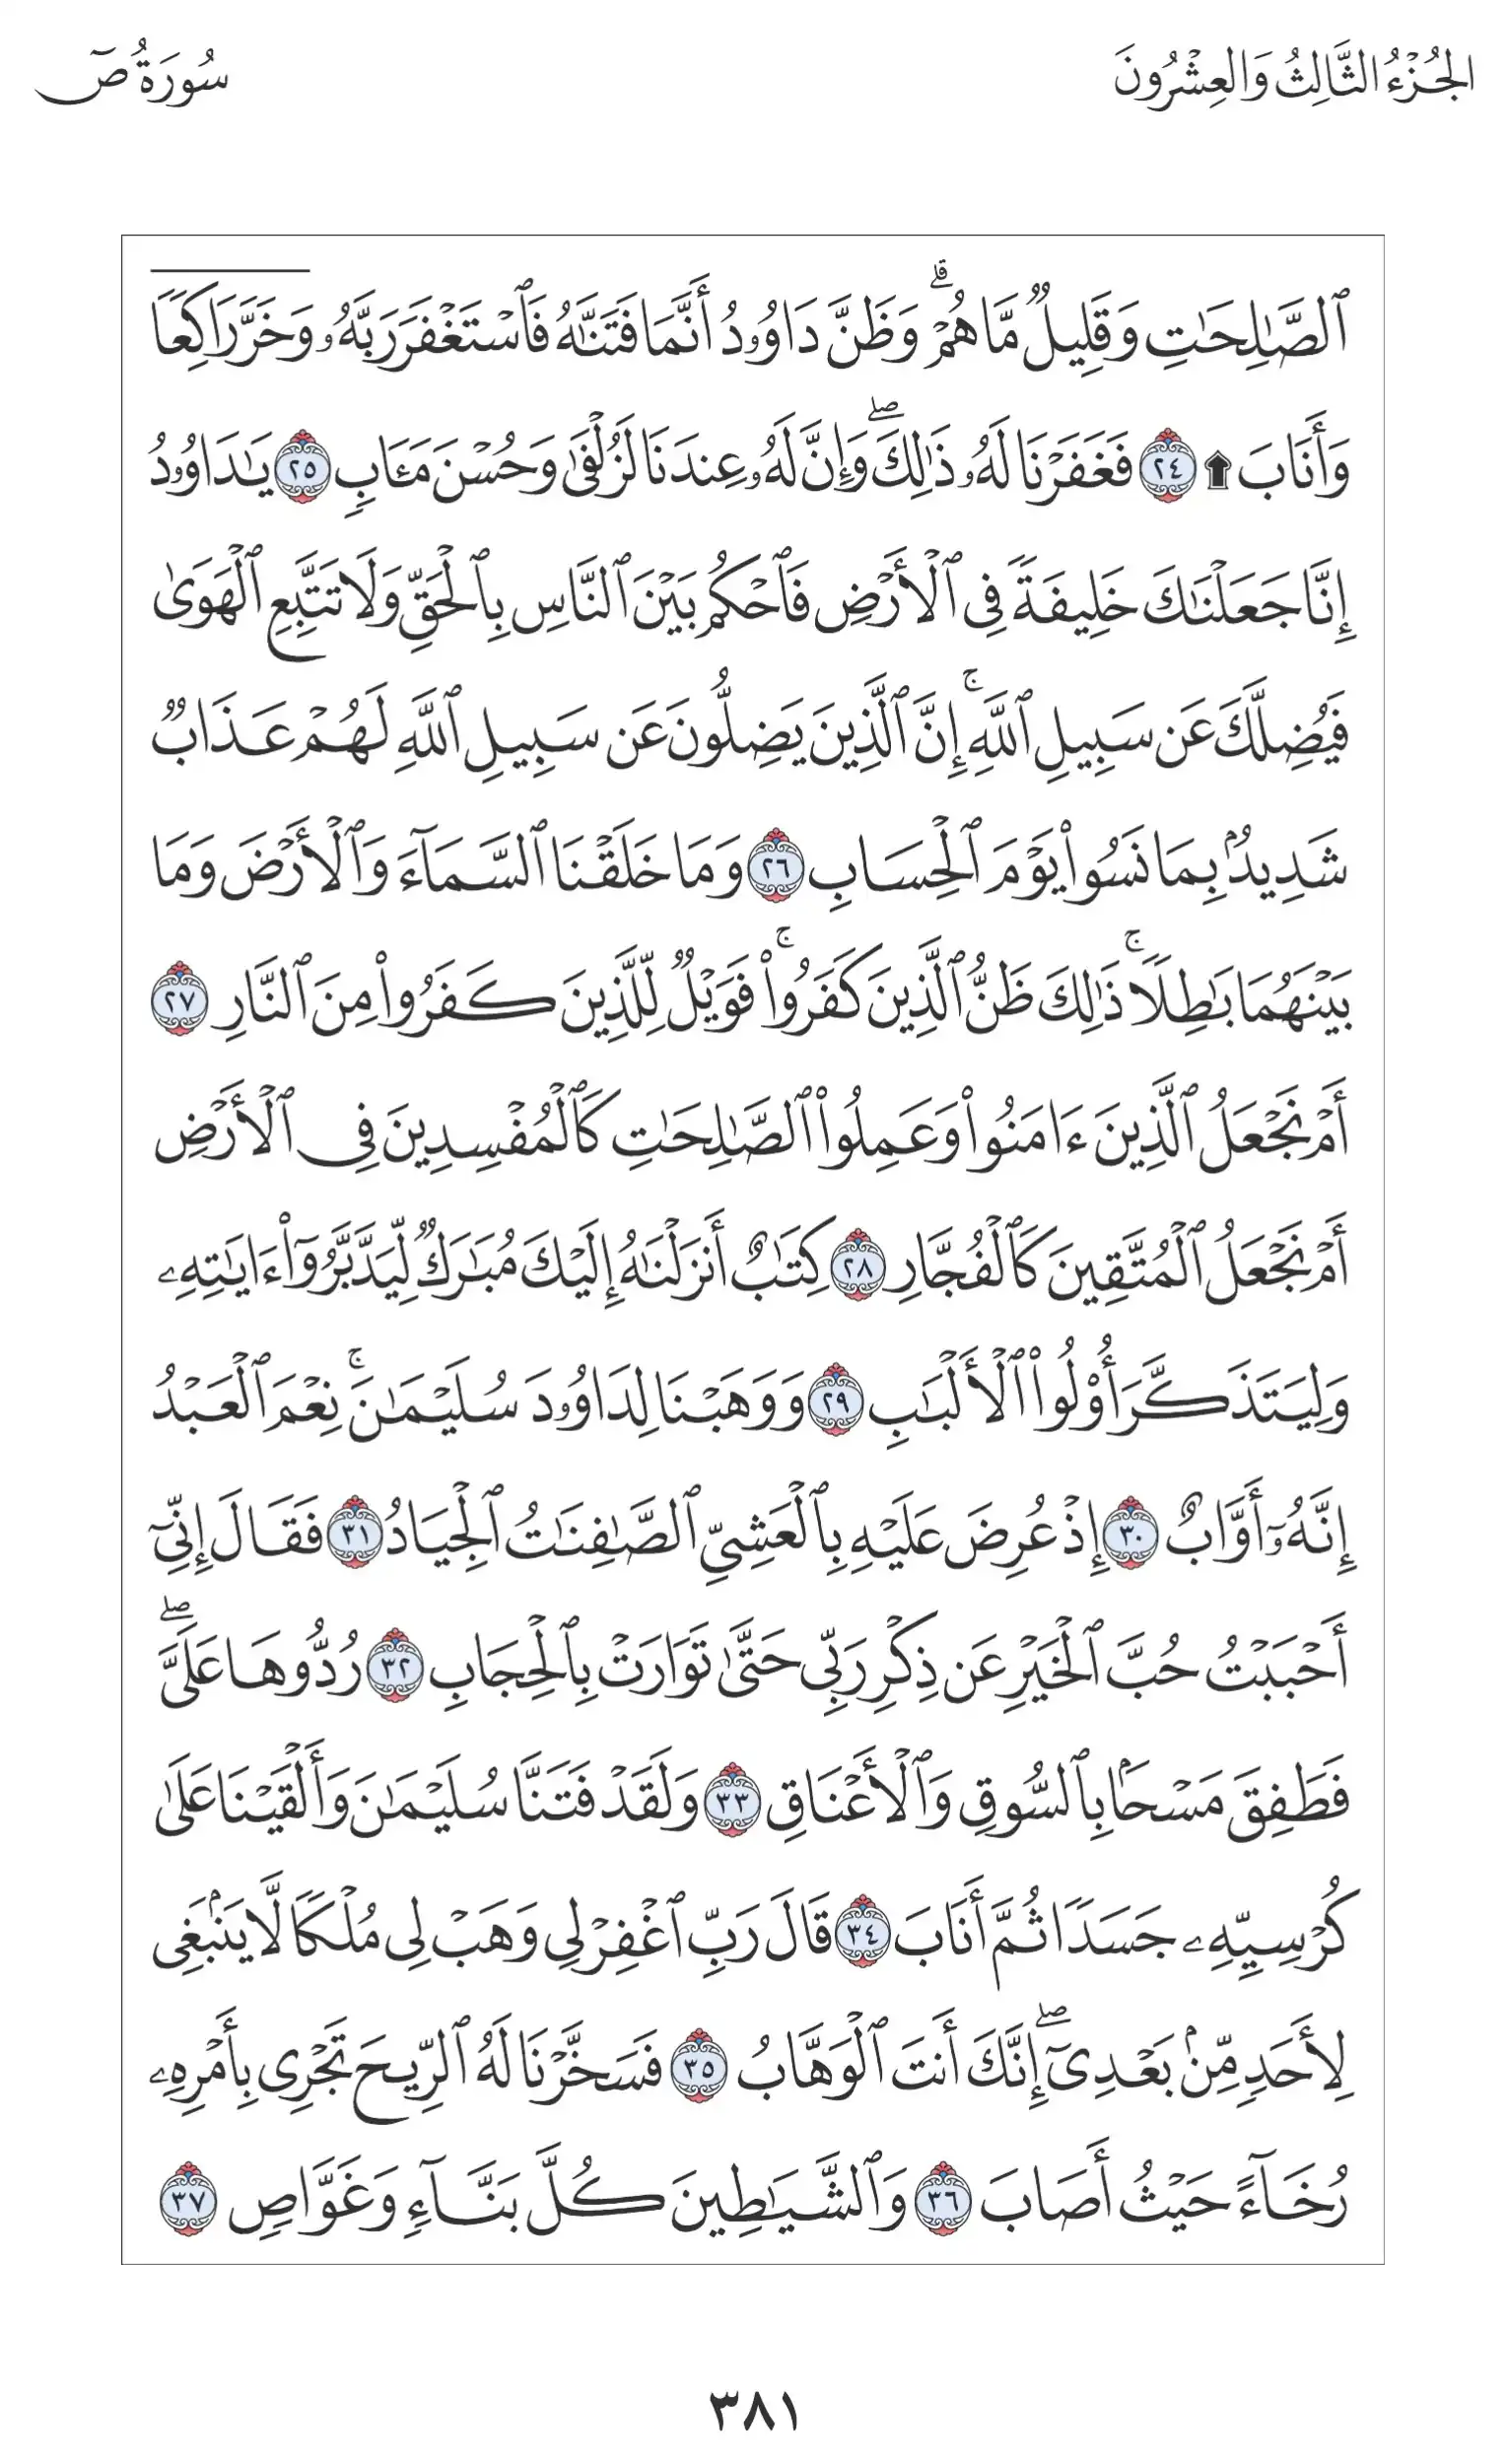 الجُزْءُ الثَّالِثُ وَالعِشْرُونَ
سُورَةُ صٓ
ٱلصَّٰلِحَٰتِ وَقَلِيلٞ مَّا هُمۡۗ وَظَنَّ دَاوُۥدُ أَنَّمَا فَتَنَّٰهُ فَٱسۡتَغۡفَرَ رَبَّهُۥ وَخَرَّۤ رَاكِعٗاۤ
وَأَنَابَ ۩ ٢٤ فَغَفَرۡنَا لَهُۥ ذَٰلِكَۖ وَإِنَّ لَهُۥ عِندَنَا لَزُلۡفَىٰ وَحُسۡنَ مَـَٔابٖ ٢٥ يَٰدَاوُۥدُ
إِنَّا جَعَلۡنَٰكَ خَلِيفَةٗ فِي ٱلۡأَرۡضِ فَٱحۡكُم بَيۡنَ ٱلنَّاسِ بِٱلۡحَقِّ وَلَا تَتَّبِعِ ٱلۡهَوَىٰ
فَيُضِلَّكَ عَن سَبِيلِ ٱللَّهِۚ إِنَّ ٱلَّذِينَ يَضِلُّونَ عَن سَبِيلِ ٱللَّهِ لَهُمۡ عَذَابٞ
شَدِيدُۢ بِمَا نَسُواْ يَوۡمَ ٱلۡحِسَابِ ٢٦ وَمَا خَلَقۡنَا ٱلسَّمَآءَ وَٱلۡأَرۡضَ وَمَا
بَيۡنَهُمَا بَٰطِلٗاۚ ذَٰلِكَ ظَنُّ ٱلَّذِينَ كَفَرُواْۚ فَوَيۡلٞ لِّلَّذِينَ كَفَرُواْ مِنَ ٱلنَّارِ ٢٧
أَمۡ نَجۡعَلُ ٱلَّذِينَ ءَامَنُواْ وَعَمِلُواْ ٱلصَّٰلِحَٰتِ كَٱلۡمُفۡسِدِينَ فِي ٱلۡأَرۡضِ
أَمۡ نَجۡعَلُ ٱلۡمُتَّقِينَ كَٱلۡفُجَّارِ ٢٨ كِتَٰبٌ أَنزَلۡنَٰهُ إِلَيۡكَ مُبَٰرَكٞ لِّيَدَّبَّرُوٓاْ ءَايَٰتِهِۦ
وَلِيَتَذَكَّرَ أُوْلُواْ ٱلۡأَلۡبَٰبِ ٢٩ وَوَهَبۡنَا لِدَاوُۥدَ سُلَيۡمَٰنَۚ نِعۡمَ ٱلۡعَبۡدُ
إِنَّهُۥٓ أَوَّابٌ ٣٠ إِذۡ عُرِضَ عَلَيۡهِ بِٱلۡعَشِيِّ ٱلصَّٰفِنَٰتُ ٱلۡجِيَادُ ٣١ فَقَالَ إِنِّيٓ
أَحۡبَبۡتُ حُبَّ ٱلۡخَيۡرِ عَن ذِكۡرِ رَبِّي حَتَّىٰ تَوَارَتۡ بِٱلۡحِجَابِ ٣٢ رُدُّوهَا عَلَيَّۖ
فَطَفِقَ مَسۡحَۢا بِٱلسُّوقِ وَٱلۡأَعۡنَاقِ ٣٣ وَلَقَدۡ فَتَنَّا سُلَيۡمَٰنَ وَأَلۡقَيۡنَا عَلَىٰ
كُرۡسِيِّهِۦ جَسَدٗا ثُمَّ أَنَابَ ٣٤ قَالَ رَبِّ ٱغۡفِرۡ لِي وَهَبۡ لِي مُلۡكٗا لَّا يَنۢبَغِي
لِأَحَدٖ مِّنۢ بَعۡدِيٓۖ إِنَّكَ أَنتَ ٱلۡوَهَّابُ ٣٥ فَسَخَّرۡنَا لَهُ ٱلرِّيحَ تَجۡرِي بِأَمۡرِهِۦ
رُخَآءً حَيۡثُ أَصَابَ ٣٦ وَٱلشَّيَٰطِينَ كُلَّ بَنَّآءٖ وَغَوَّاصٖ ٣٧
٣٨١